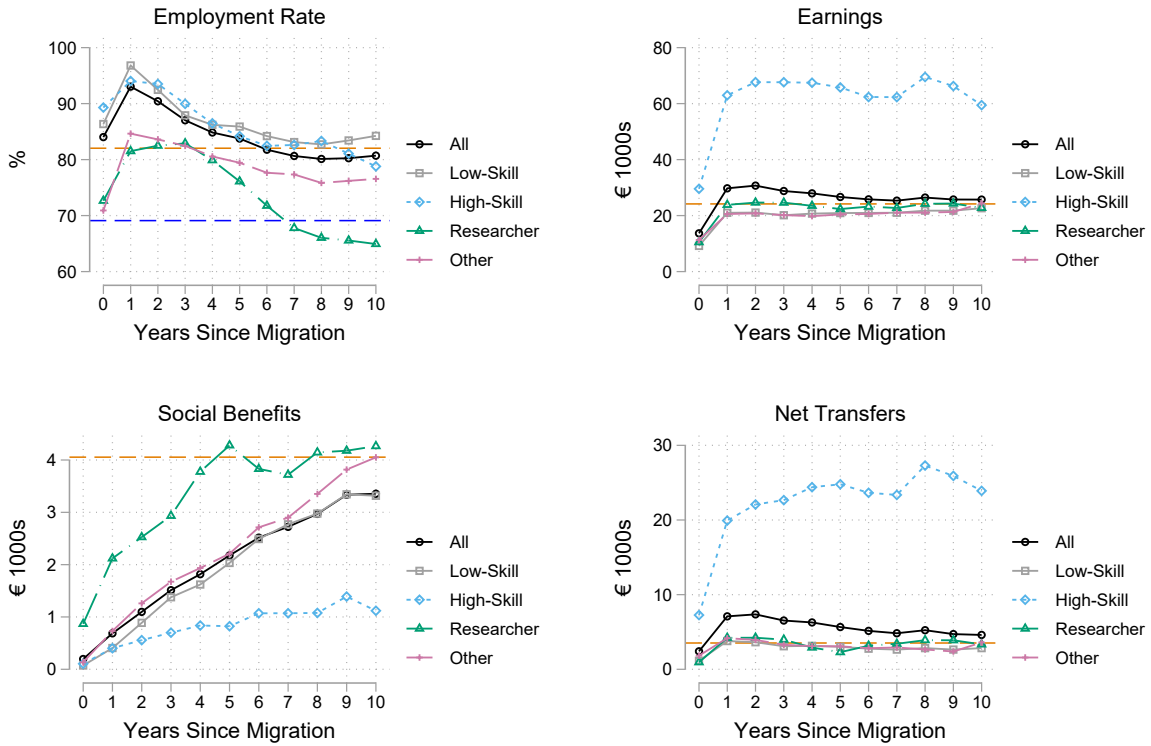 Employment Rate
100
90
80
70
60
%
0 1 2 3 4 5 6 7 8 9 10
Years Since Migration
All
Low-Skill
High-Skill
Researcher
Other
Earnings
80
60
40
20
0
€ 1000s
0 1 2 3 4 5 6 7 8 9 10
Years Since Migration
All
Low-Skill
High-Skill
Researcher
Other
Social Benefits
4
3
2
1
0
€ 1000s
0 1 2 3 4 5 6 7 8 9 10
Years Since Migration
All
Low-Skill
High-Skill
Researcher
Other
Net Transfers
30
20
10
0
€ 1000s
0 1 2 3 4 5 6 7 8 9 10
Years Since Migration
All
Low-Skill
High-Skill
Researcher
Other